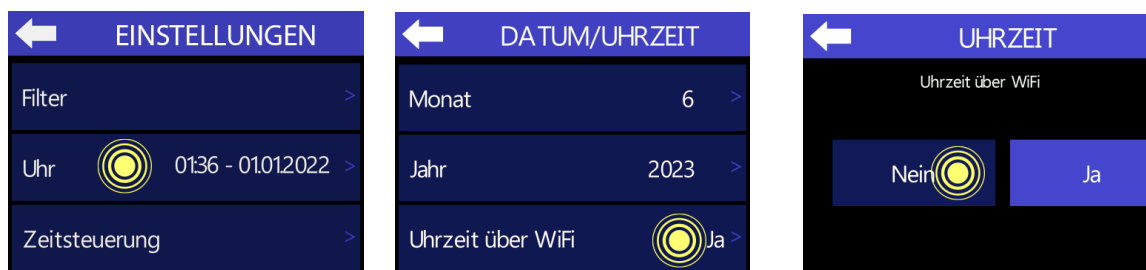 EINSTELLUNGEN
Filter >
Uhr 01:36 - 01.01.2022 >
Zeitsteuerung >
DATUM/UHRZEIT
Monat 6 >
Jahr 2023 >
Uhrzeit über WiFi Ja >
UHRZEIT
Uhrzeit über WiFi
Nein Ja